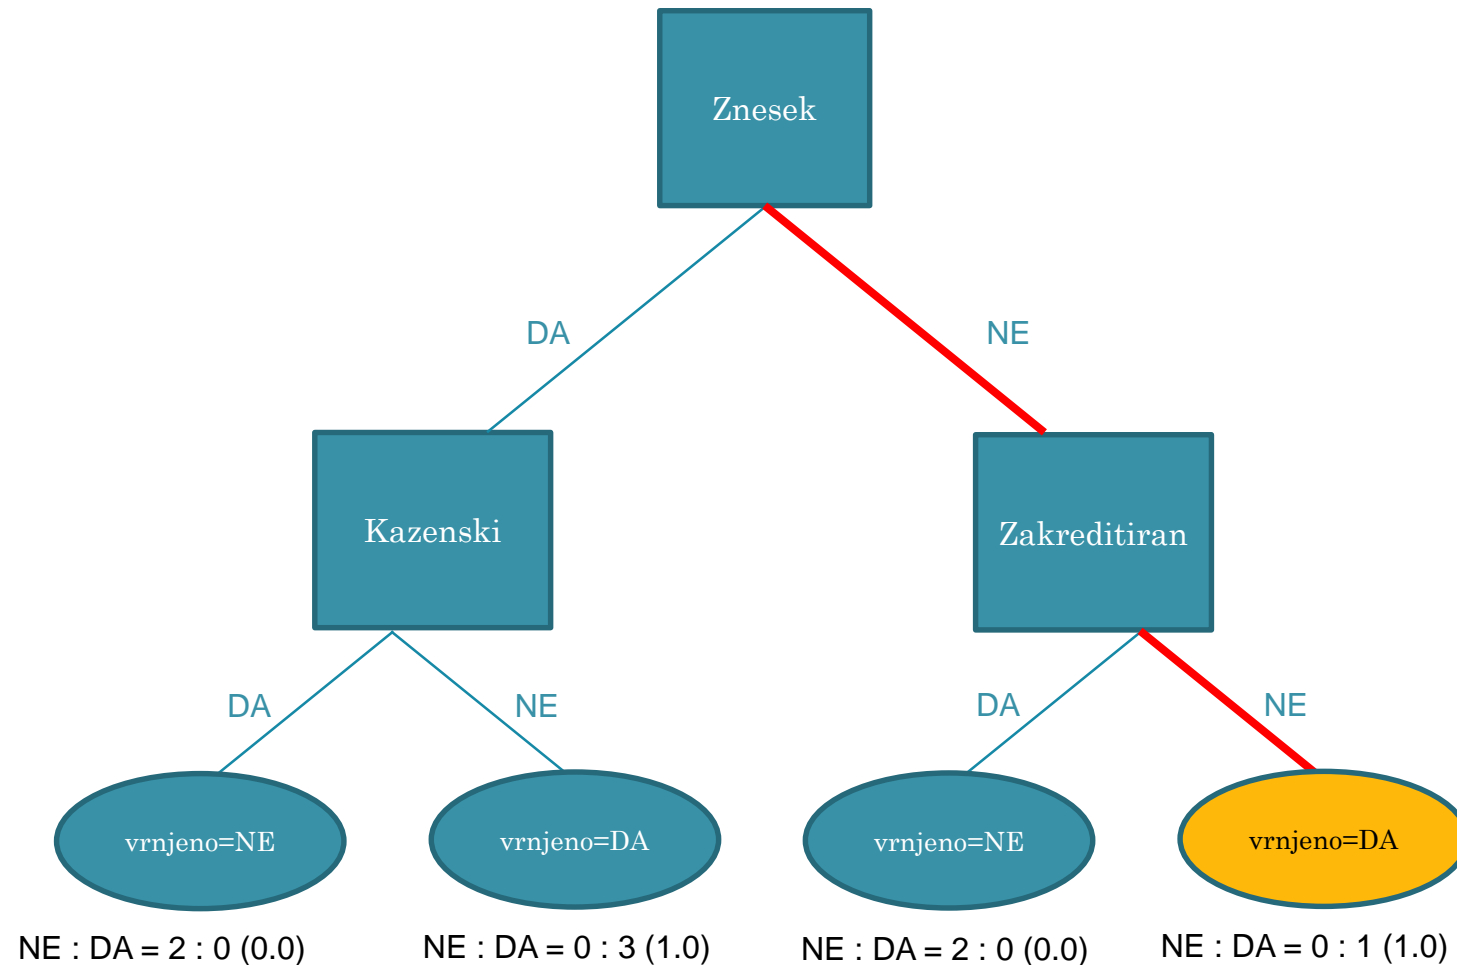 Znesek
DA
NE
Kazenski
Zakreditiran
DA
NE
DA
NE
vrnjeno=NE
vrnjeno=DA
vrnjeno=NE
vrnjeno=DA
NE : DA = 2 : 0 (0.0)
NE : DA = 0 : 3 (1.0)
NE : DA = 2 : 0 (0.0)
NE : DA = 0 : 1 (1.0)